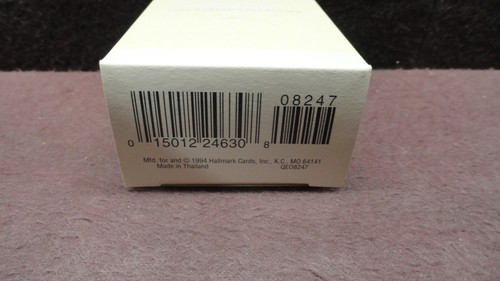 08247
0 15012 24630 8
Mfd. for and © 1994 Hallmark Cards, Inc., K.C., MO 64141
Made in Thailand QEO8247